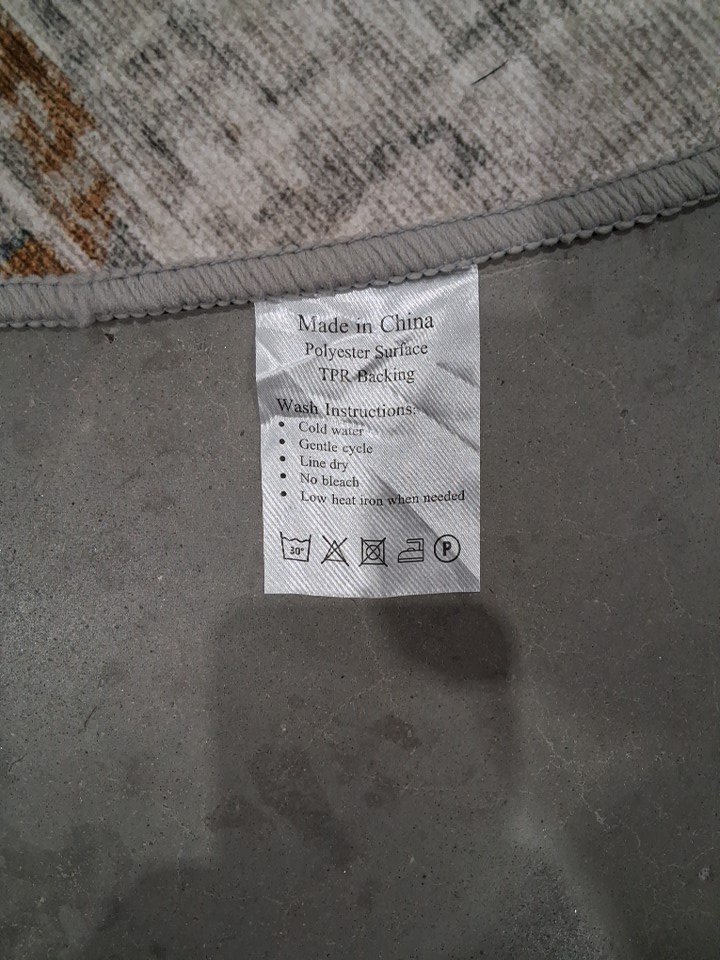 Made in China
Polyester Surface
TPR Backing
Wash Instructions:
• Cold water
• Gentle cycle
• Line dry
• No bleach
• Low heat iron when needed
30° P